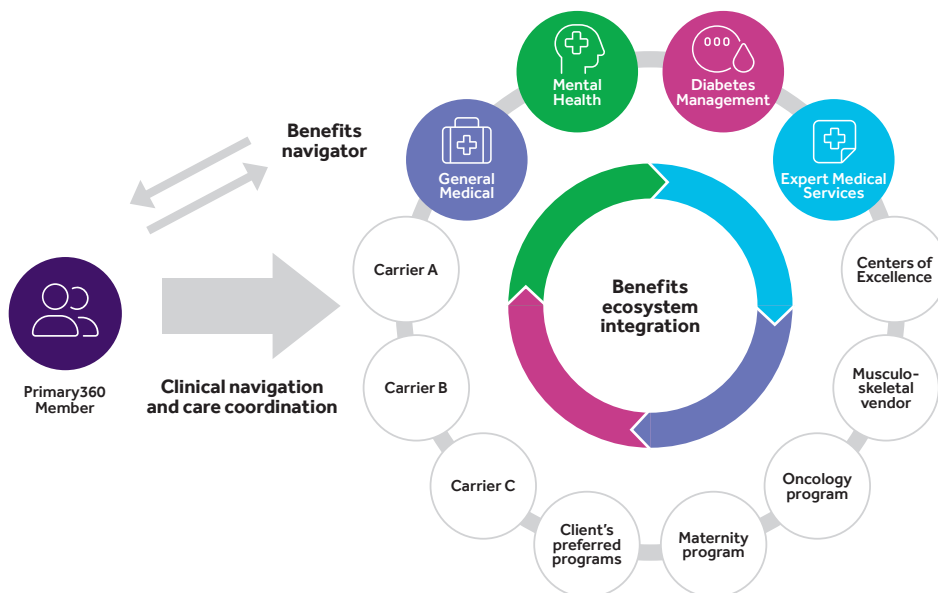 Mental
Health
Diabetes
Management
Benefits
navigator
General
Medical
Expert Medical
Services
Carrier A
Centers of
Excellence
Benefits
ecosystem
integration
Primary360
Member
Clinical navigation
and care coordination
Carrier B
Musculo-
skeletal
vendor
Carrier C
Oncology
program
Client’s
preferred
programs
Maternity
program